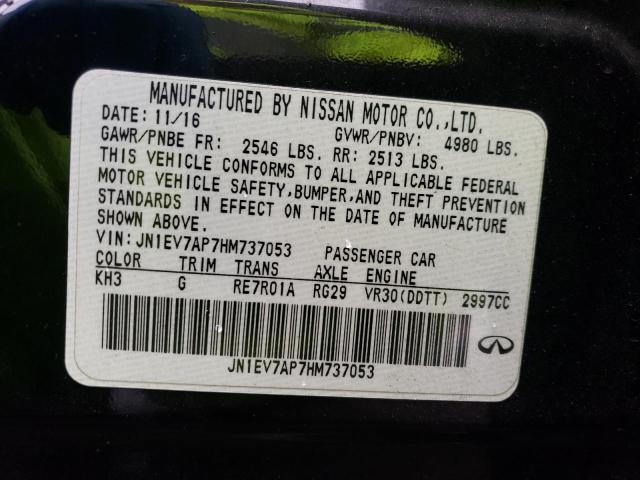 MANUFACTURED BY NISSAN MOTOR CO.,LTD.
DATE: 11/16 GVWR/PNBV: 4980 LBS.
GAWR/PNBE FR: 2546 LBS. RR: 2513 LBS.
THIS VEHICLE CONFORMS TO ALL APPLICABLE FEDERAL
MOTOR VEHICLE SAFETY,BUMPER,AND THEFT PREVENTION
STANDARDS IN EFFECT ON THE DATE OF MANUFACTURE
SHOWN ABOVE.
VIN:JN1EV7AP7HM737053 PASSENGER CAR
COLOR TRIM TRANS AXLE ENGINE
KH3 G RE7R01A RG29 VR30(DDTT) 2997CC
JN1EV7AP7HM737053